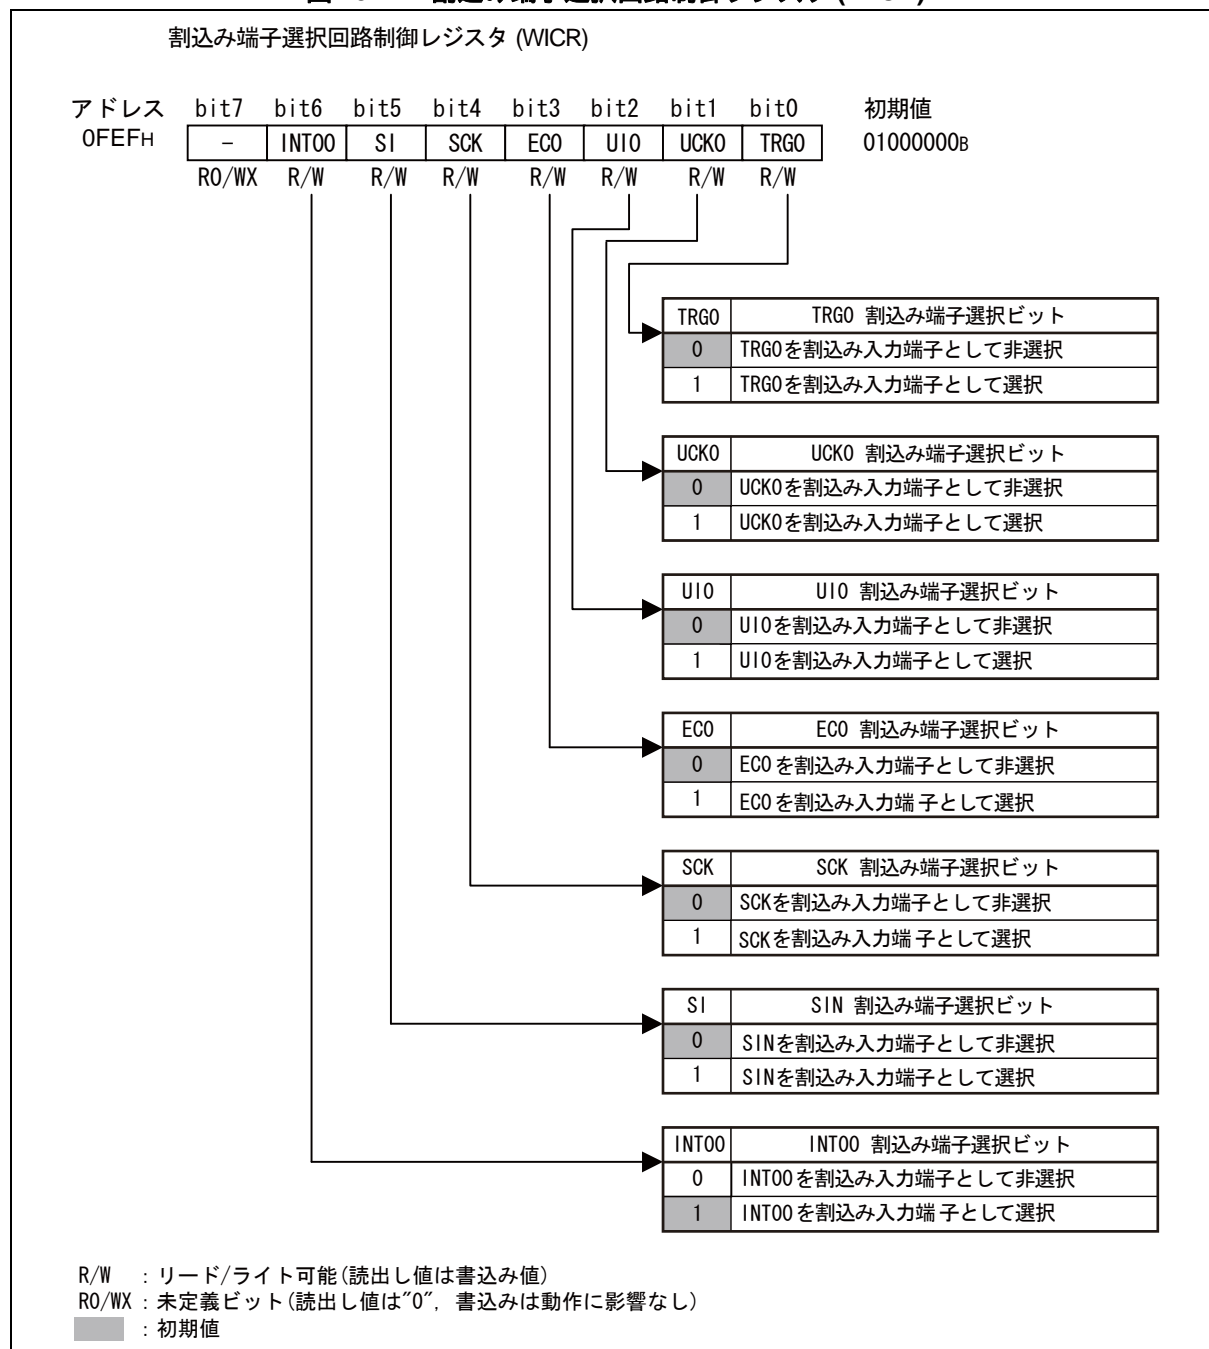 割込み端子選択回路制御レジスタ (WICR)
アドレス bit7 bit6 bit5 bit4 bit3 bit2 bit1 bit0 初期値
0FEFH - INT00 SI SCK EC0 UI0 UCK0 TRG0 01000000B
R0/WX R/W R/W R/W R/W R/W R/W R/W
TRG0 TRG0 割込み端子選択ビット
0 TRG0を割込み入力端子として非選択
1 TRG0を割込み入力端子として選択
UCK0 UCK0 割込み端子選択ビット
0 UCK0を割込み入力端子として非選択
1 UCK0を割込み入力端子として選択
UI0 UI0 割込み端子選択ビット
0 UI0を割込み入力端子として非選択
1 UI0を割込み入力端子として選択
EC0 EC0 割込み端子選択ビット
0 EC0を割込み入力端子として非選択
1 EC0を割込み入力端子として選択
SCK SCK 割込み端子選択ビット
0 SCKを割込み入力端子として非選択
1 SCKを割込み入力端子として選択
SI SIN 割込み端子選択ビット
0 SINを割込み入力端子として非選択
1 SINを割込み入力端子として選択
INT00 INT00 割込み端子選択ビット
0 INT00を割込み入力端子として非選択
1 INT00を割込み入力端子として選択
R/W : リード/ライト可能(読出し値は書込み値)
R0/WX : 未定義ビット(読出し値は"0", 書込みは動作に影響なし)
: 初期値